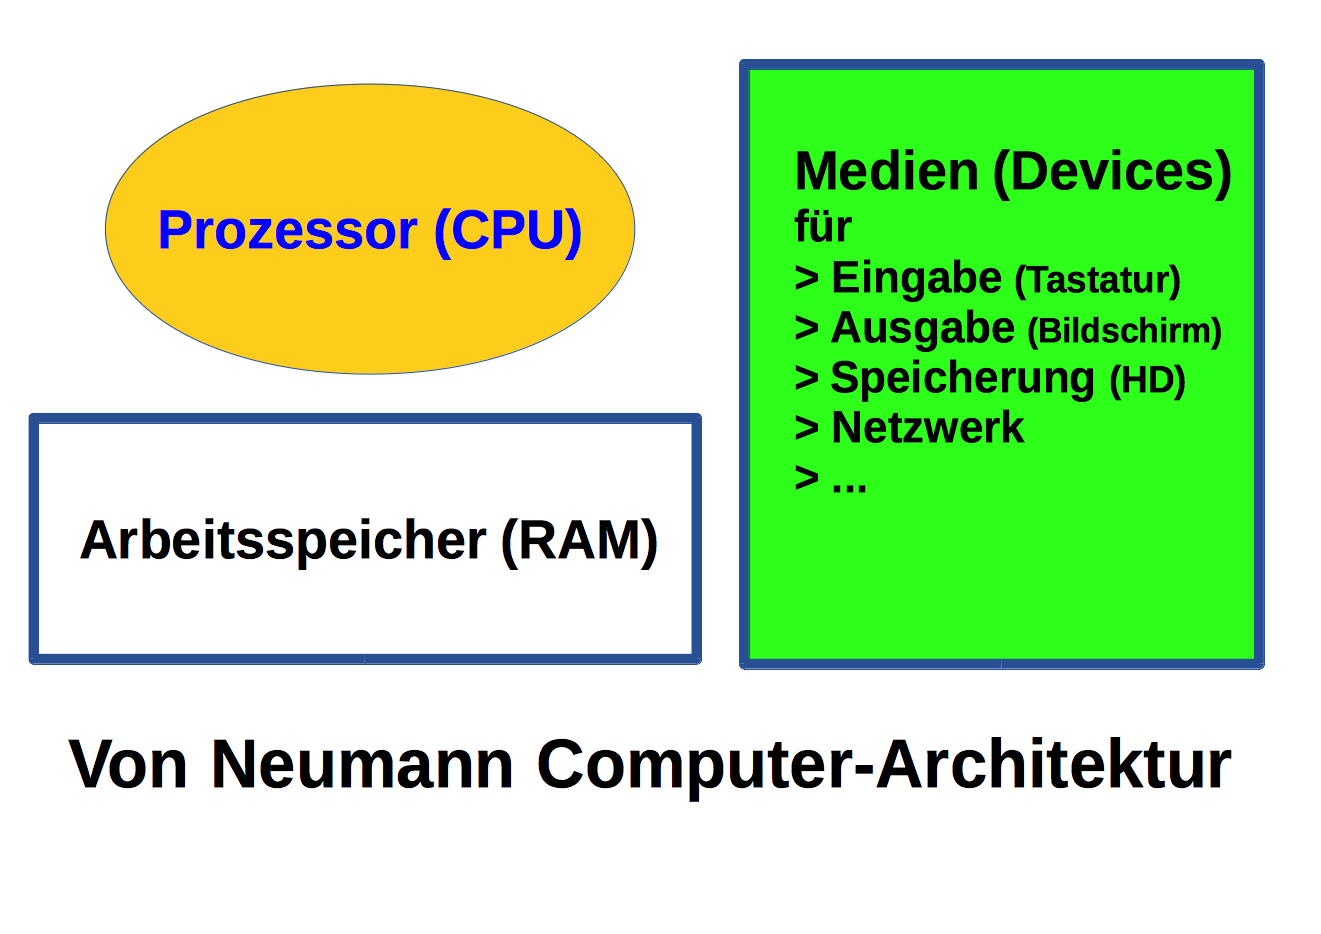 Prozessor (CPU)
Arbeitsspeicher (RAM)
Medien (Devices)
für
> Eingabe (Tastatur)
> Ausgabe (Bildschirm)
> Speicherung (HD)
> Netzwerk
> ...
Von Neumann Computer-Architektur